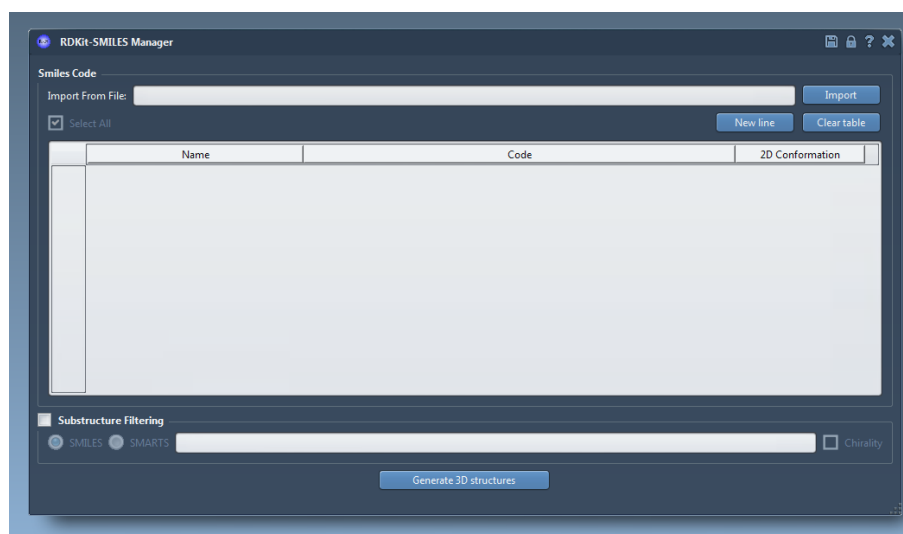 RDKit-SMILES Manager ?
Smiles Code
Import From File: Import
Select All New line Clear table
Name Code 2D Conformation
Substructure Filtering
SMILES SMARTS Chirality
Generate 3D structures